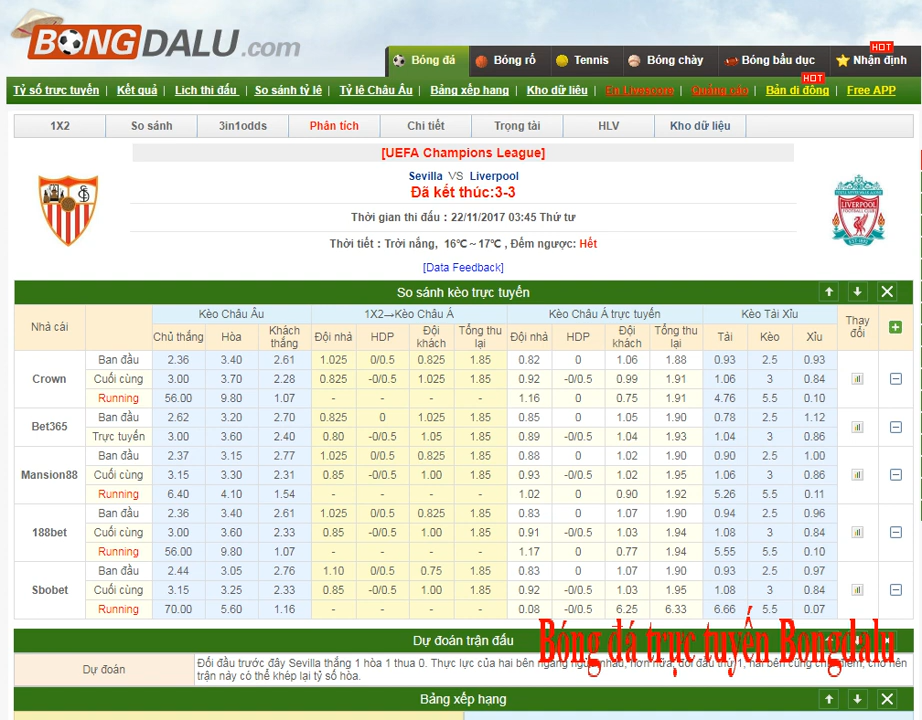 BONGDALU.com
HOT
Bóng đá Bóng rổ Tennis Bóng chày Bóng bầu dục Nhận định
HOT
Tỷ số trực tuyến | Kết quả | Lịch thi đấu | So sánh tỷ lệ | Tỷ lệ Châu Âu | Bảng xếp hạng | Kho dữ liệu | En Livescore | Quảng cáo | Bản di động | Free APP
1X2 So sánh 3in1odds Phân tích Chi tiết Trọng tài HLV Kho dữ liệu
[UEFA Champions League]
Sevilla VS Liverpool
Đã kết thúc:3-3
Thời gian thi đấu : 22/11/2017 03:45 Thứ tư
Thời tiết : Trời nắng, 16℃～17℃ , Đếm ngược: Hết
[Data Feedback]
LIVERPOOL
FOOTBALL CLUB
So sánh kèo trực tuyến
Nhà cái Kèo Châu Âu 1X2→Kèo Châu Á Kèo Châu Á trực tuyến Kèo Tài Xỉu Thay đổi
Chủ thắng Hòa Khách thắng Đội nhà HDP Đội khách Tổng thu lại Đội nhà HDP Đội khách Tổng thu lại Tài Kèo Xỉu
Crown Ban đầu 2.36 3.40 2.61 1.025 0/0.5 0.825 1.85 0.82 0 1.06 1.88 0.93 2.5 0.93
Cuối cùng 3.00 3.70 2.28 0.825 -0/0.5 1.025 1.85 0.92 -0/0.5 0.99 1.91 1.06 3 0.84
Running 56.00 9.80 1.07 - - - - 1.16 0 0.75 1.91 4.76 5.5 0.10
Bet365 Ban đầu 2.62 3.20 2.70 0.825 0 1.025 1.85 0.85 0 1.05 1.90 0.78 2.5 1.12
Trực tuyến 3.00 3.60 2.40 0.80 -0/0.5 1.05 1.85 0.89 -0/0.5 1.04 1.93 1.04 3 0.86
Mansion88 Ban đầu 2.37 3.15 2.77 1.025 0/0.5 0.825 1.85 0.88 0 1.02 1.90 0.90 2.5 1.00
Cuối cùng 3.15 3.30 2.31 0.85 -0/0.5 1.00 1.85 0.93 -0/0.5 1.02 1.95 1.06 3 0.86
Running 6.40 4.10 1.54 - - - - 1.02 0 0.90 1.92 5.26 5.5 0.11
188bet Ban đầu 2.36 3.40 2.61 1.025 0/0.5 0.825 1.85 0.83 0 1.07 1.90 0.94 2.5 0.96
Cuối cùng 3.00 3.60 2.33 0.85 -0/0.5 1.00 1.85 0.91 -0/0.5 1.03 1.94 1.08 3 0.84
Running 56.00 9.80 1.07 - - - - 1.17 0 0.77 1.94 5.55 5.5 0.10
Sbobet Ban đầu 2.44 3.05 2.76 1.10 0/0.5 0.75 1.85 0.83 0 1.07 1.90 0.93 2.5 0.97
Cuối cùng 3.15 3.25 2.33 0.85 -0/0.5 1.00 1.85 0.92 -0/0.5 1.03 1.95 1.08 3 0.84
Running 70.00 5.60 1.16 - - - - 0.08 -0/0.5 6.25 6.33 6.66 5.5 0.07
Dự đoán trận đấu
Bóng đá trực tuyến Bongdalu
Dự đoán Đối đầu trước đây Sevilla thắng 1 hòa 1 thua 0. Thực lực của hai bên ngang ngửa nhau, hơn nữa, đối đầu thứ 1, hai bên cùng chia điểm, cho nên
trận này có thể khép lại tỷ số hòa.
Bảng xếp hạng